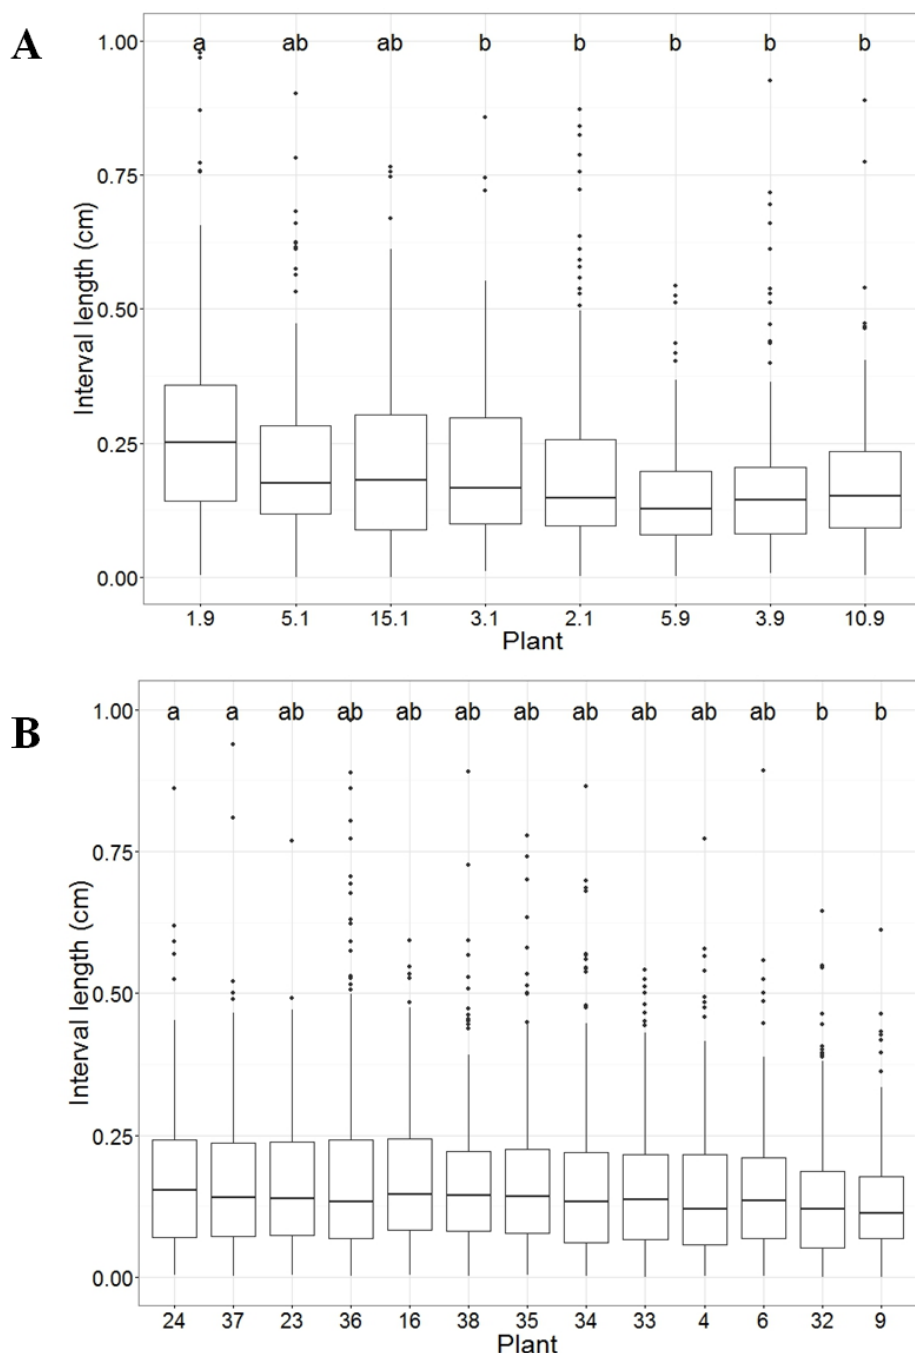 A
a ab ab b b b b b
1.00
0.75
0.50
0.25
0.00
Interval length (cm)
1.9 5.1 15.1 3.1 2.1 5.9 3.9 10.9
Plant
B
a a ab ab ab ab ab ab ab ab ab b b
1.00
0.75
0.50
0.25
0.00
Interval length (cm)
24 37 23 36 16 38 35 34 33 4 6 32 9
Plant